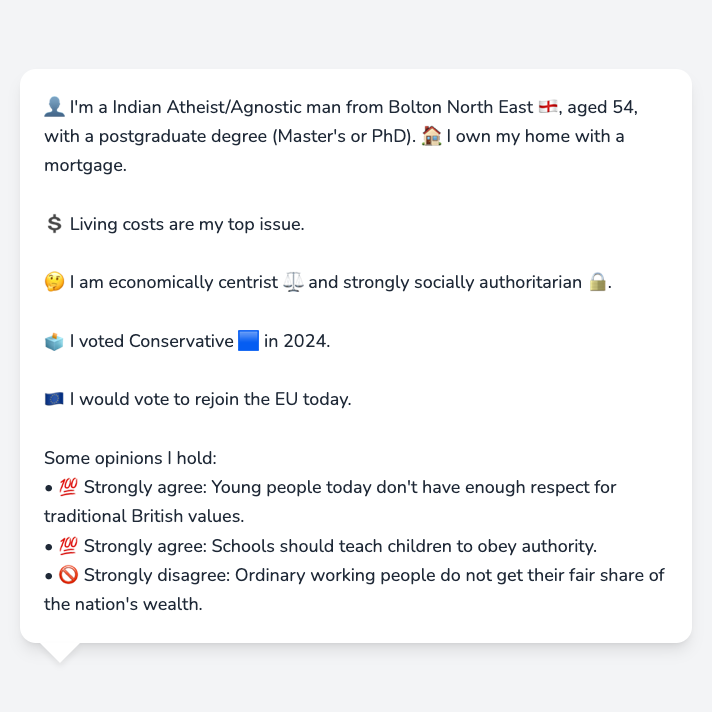 👤 I'm a Indian Atheist/Agnostic man from Bolton North East 🏴󠁧󠁢󠁥󠁮󠁧󠁿, aged 54,
with a postgraduate degree (Master's or PhD). 🏠 I own my home with a
mortgage.
💲 Living costs are my top issue.
🤔 I am economically centrist ⚖️ and strongly socially authoritarian 🔒.
🗳️ I voted Conservative 🟦 in 2024.
🇪🇺 I would vote to rejoin the EU today.
Some opinions I hold:
• 💯 Strongly agree: Young people today don't have enough respect for
traditional British values.
• 💯 Strongly agree: Schools should teach children to obey authority.
• 🚫 Strongly disagree: Ordinary working people do not get their fair share of
the nation's wealth.